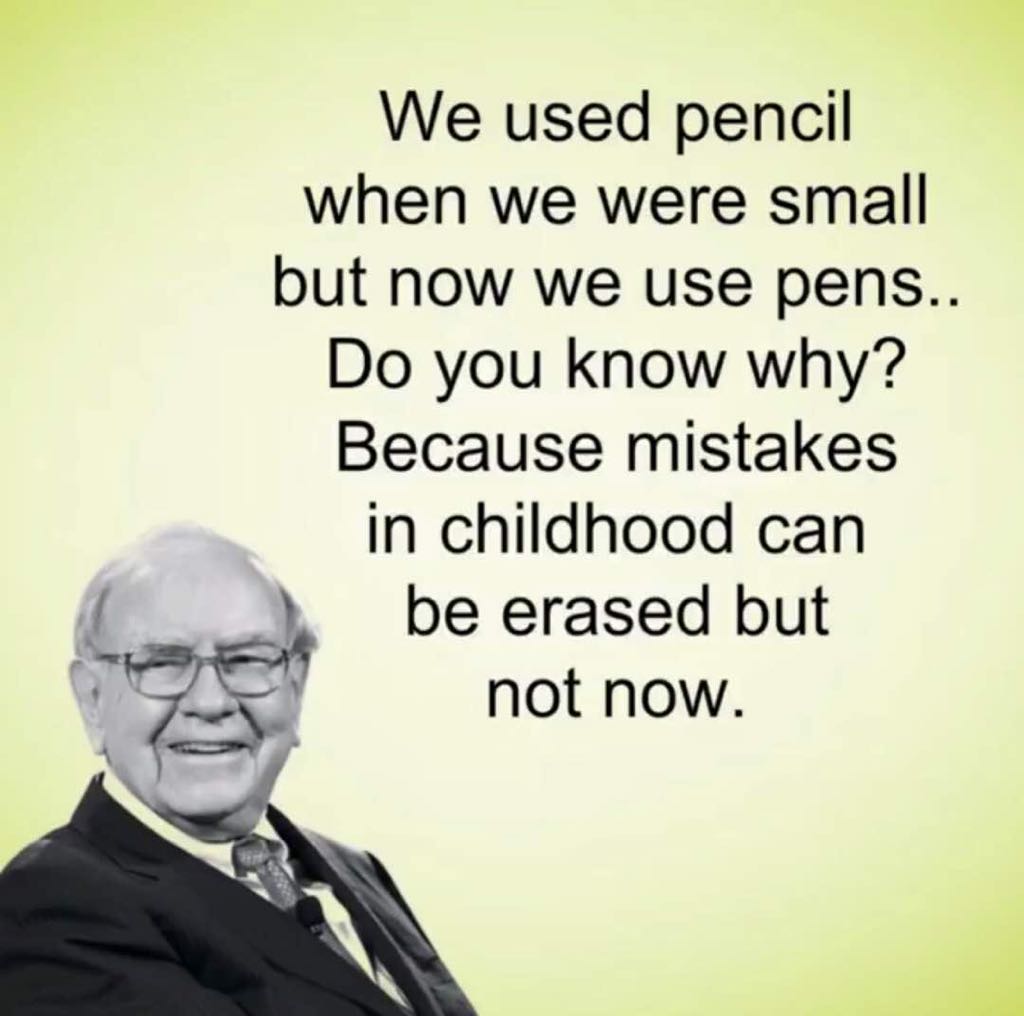 We used pencil
when we were small
but now we use pens..
Do you know why?
Because mistakes
in childhood can
be erased but
not now.